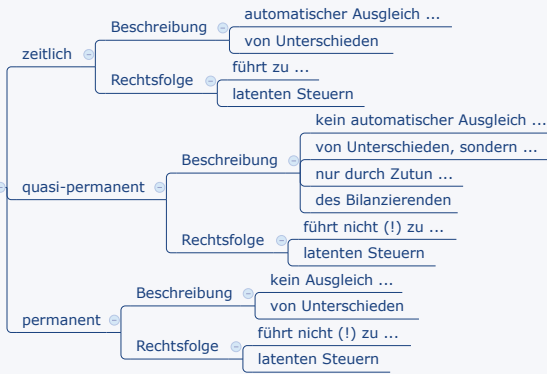 zeitlich
Beschreibung
automatischer Ausgleich ...
von Unterschieden
Rechtsfolge
führt zu ...
latenten Steuern
quasi-permanent
Beschreibung
kein automatischer Ausgleich ...
von Unterschieden, sondern ...
nur durch Zutun ...
des Bilanzierenden
Rechtsfolge
führt nicht (!) zu ...
latenten Steuern
permanent
Beschreibung
kein Ausgleich ...
von Unterschieden
Rechtsfolge
führt nicht (!) zu ...
latenten Steuern